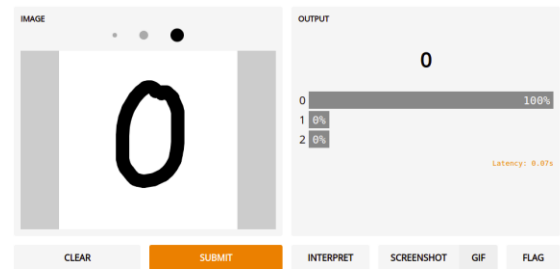 IMAGE
0
CLEAR
SUBMIT
OUTPUT
0
0 100%
1 0%
2 0%
Latency: 0.07s
INTERPRET
SCREENSHOT
GIF
FLAG